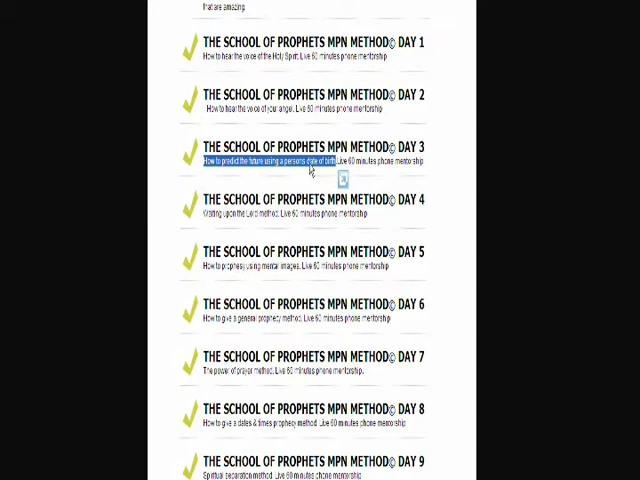 that are amazing
THE SCHOOL OF PROPHETS MPN METHOD© DAY 1
How to hear the voice of the Holy Spirit. Live 60 minutes phone mentorship
THE SCHOOL OF PROPHETS MPN METHOD© DAY 2
How to hear the voice of your angel. Live 60 minutes phone mentorship
THE SCHOOL OF PROPHETS MPN METHOD© DAY 3
How to predict the future using a persons date of birth Live 60 minutes phone mentorship
THE SCHOOL OF PROPHETS MPN METHOD© DAY 4
Waiting upon the Lord method. Live 60 minutes phone mentorship
THE SCHOOL OF PROPHETS MPN METHOD© DAY 5
How to prophesy using mental images. Live 60 minutes phone mentorship
THE SCHOOL OF PROPHETS MPN METHOD© DAY 6
How to give a general prophecy method. Live 60 minutes phone mentorship
THE SCHOOL OF PROPHETS MPN METHOD© DAY 7
The power of prayer method. Live 60 minutes phone mentorship.
THE SCHOOL OF PROPHETS MPN METHOD© DAY 8
How to give a dates & times prophecy method. Live 60 minutes phone mentorship
THE SCHOOL OF PROPHETS MPN METHOD© DAY 9
Spiritual separation method. Live 60 minutes phone mentorship